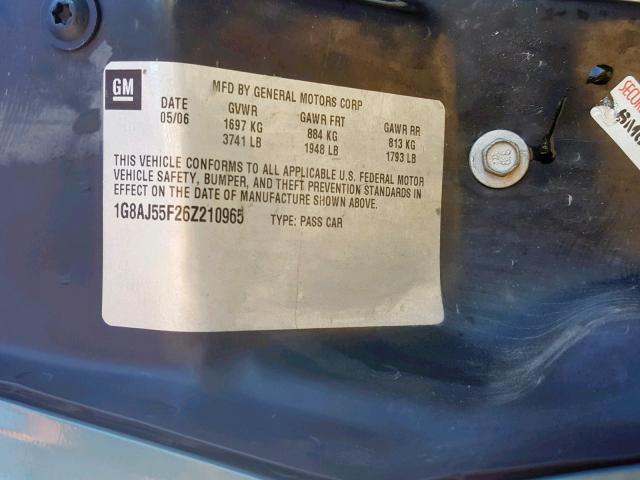 GM
MFD BY GENERAL MOTORS CORP
DATE GVWR GAWR FRT GAWR RR
05/06 1697 KG 884 KG 813 KG
3741 LB 1948 LB 1793 LB
THIS VEHICLE CONFORMS TO ALL APPLICABLE U.S. FEDERAL MOTOR
VEHICLE SAFETY, BUMPER, AND THEFT PREVENTION STANDARDS IN
EFFECT ON THE DATE OF MANUFACTURE SHOWN ABOVE.
1G8AJ55F26Z210965 TYPE: PASS CAR